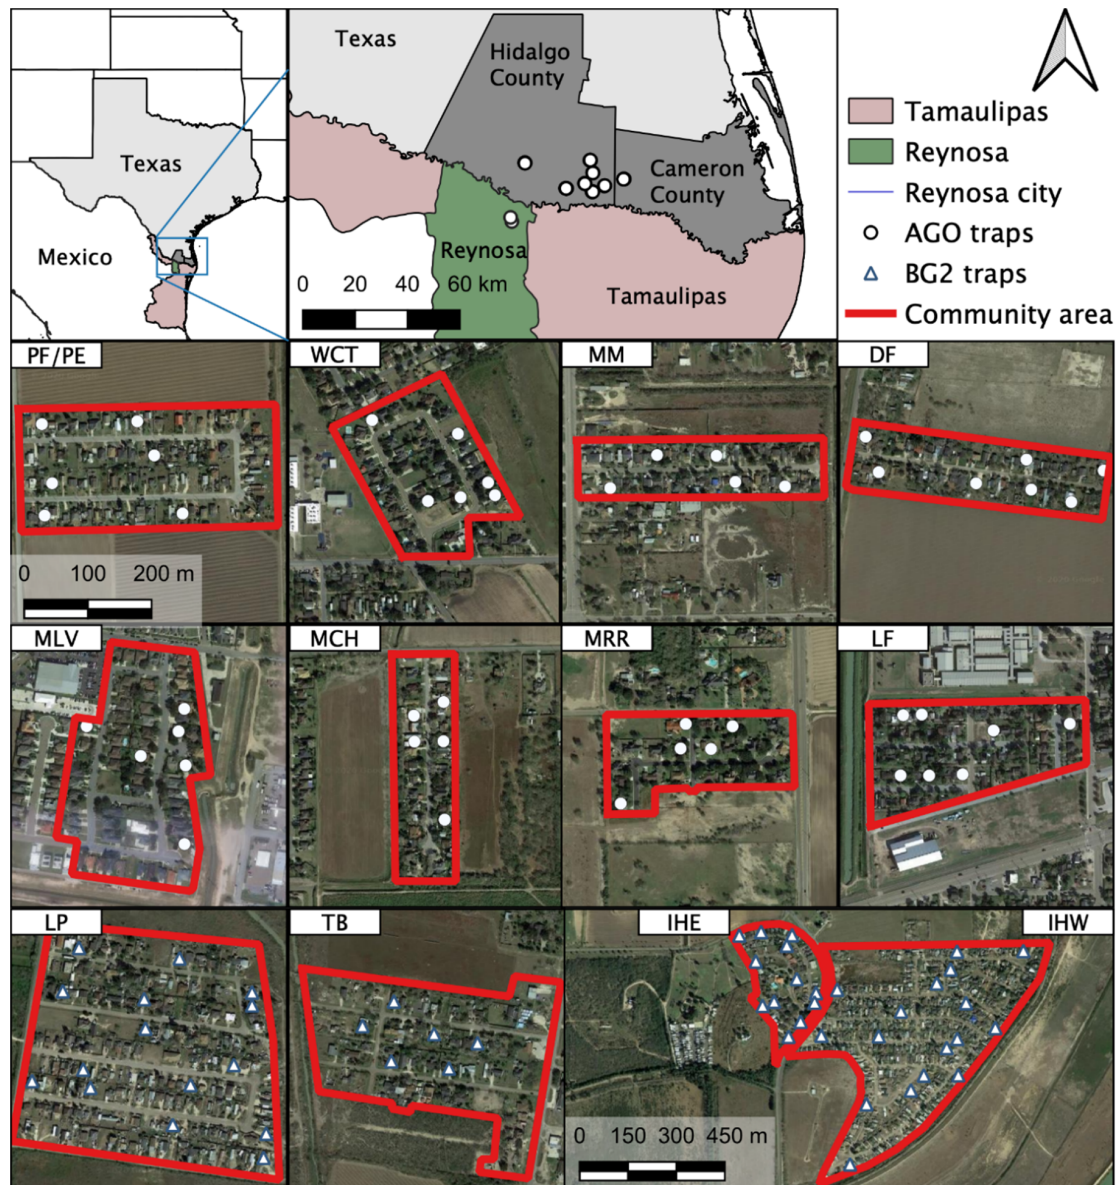 Texas
Mexico
Texas
Hidalgo
County
Cameron
County
Reynosa
Tamaulipas
0 20 40 60 km
Tamaulipas
Reynosa
Reynosa city
AGO traps
BG2 traps
Community area
PF/PE
WCT
MM
DF
0 100 200 m
MLV
MCH
MRR
LF
LP
TB
IHE
IHW
0 150 300 450 m